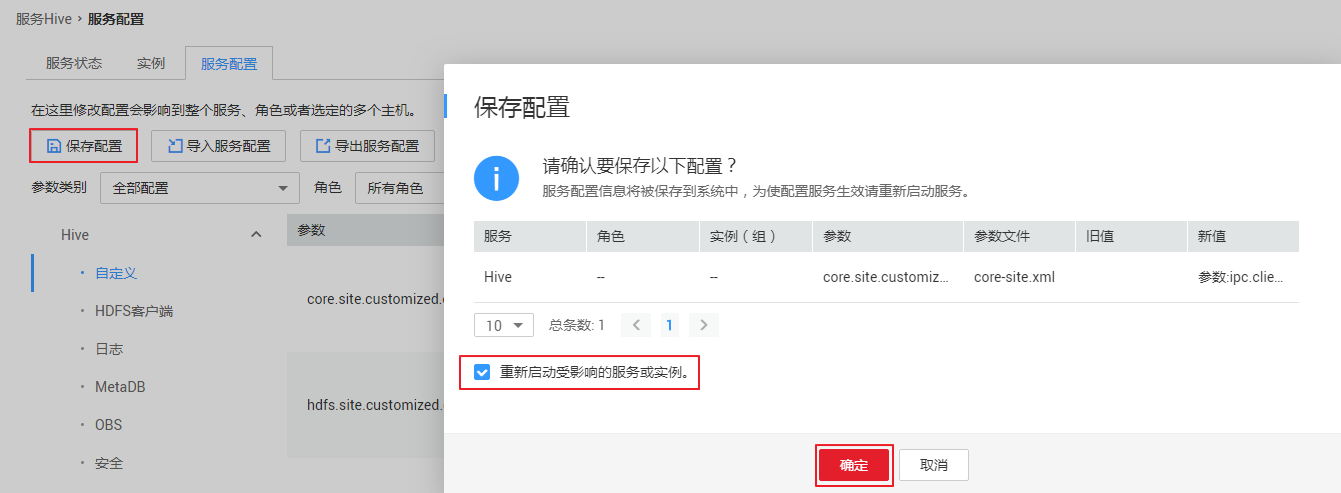 服务Hive › 服务配置
服务状态 实例 服务配置
在这里修改配置会影响到整个服务、角色或者选定的多个主机。
保存配置 导入服务配置 导出服务配置
参数类别 全部配置 角色 所有角色
Hive
自定义
HDFS客户端
日志
MetaDB
OBS
安全
参数
core.site.customized.
hdfs.site.customized.
保存配置
请确认要保存以下配置？
服务配置信息将被保存到系统中，为使配置服务生效请重新启动服务。
服务 角色 实例（组） 参数 参数文件 旧值 新值
Hive -- -- core.site.customiz... core-site.xml 参数:ipc.clie...
10 总条数: 1 1
重新启动受影响的服务或实例。
确定 取消